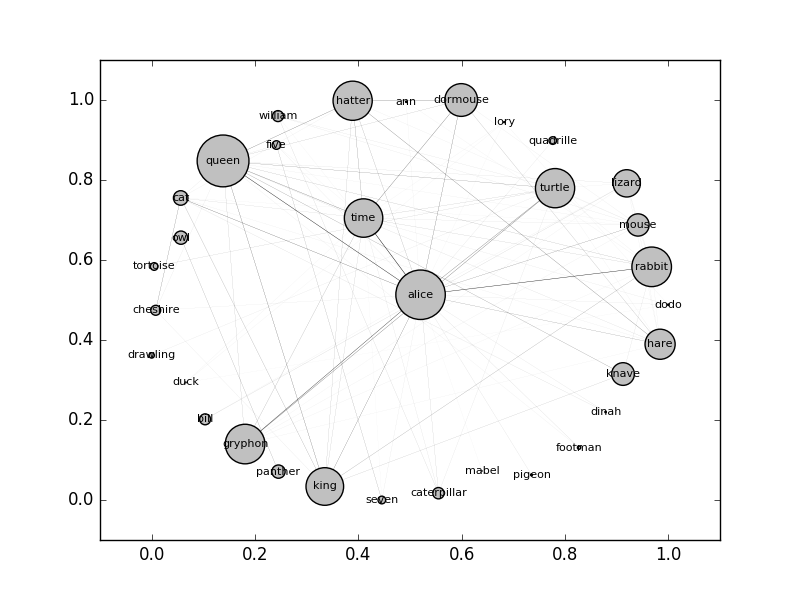 1.0
hatter
ann
dormouse
william
lory
five
quadrille
queen
0.8
turtle
lizard
car
time
mouse
owl
0.6
tortoise
rabbit
alice
cheshire
dodo
0.4
hare
drawling
knave
duck
dinah
0.2
bill
gryphon
footman
panther
mabel
pigeon
king
caterpillar
seven
0.0
0.0 0.2 0.4 0.6 0.8 1.0